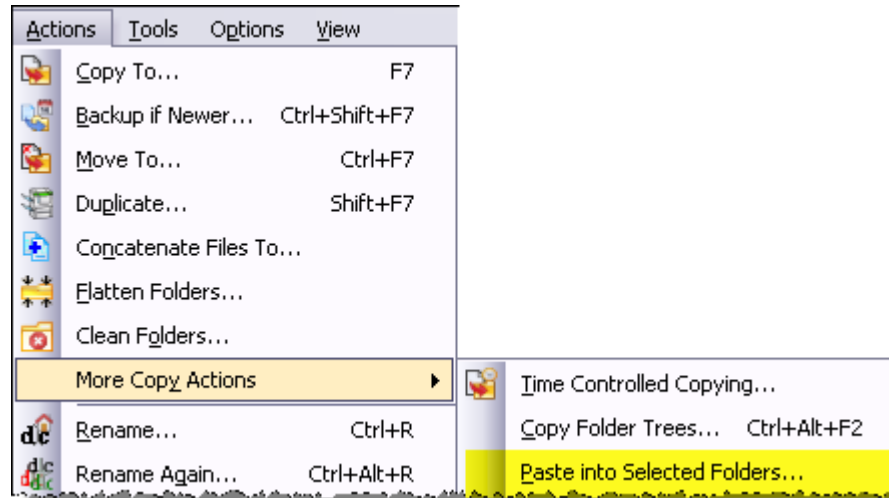 Actions Tools Options View
Copy To... F7
Backup if Newer... Ctrl+Shift+F7
Move To... Ctrl+F7
Duplicate... Shift+F7
Concatenate Files To...
Flatten Folders...
Clean Folders...
More Copy Actions
Time Controlled Copying...
Copy Folder Trees... Ctrl+Alt+F2
Paste into Selected Folders...
Rename... Ctrl+R
Rename Again... Ctrl+Alt+R